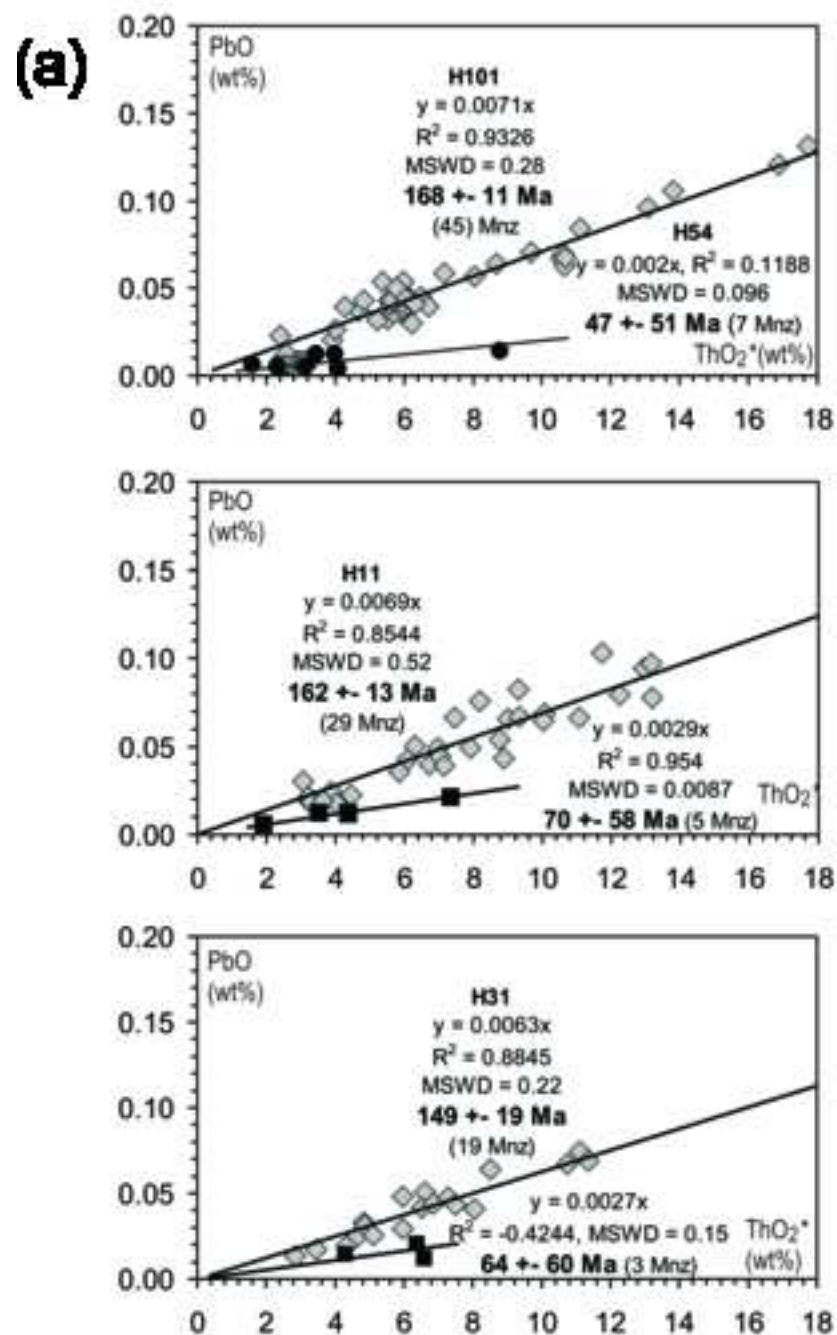 (a)
0.20
0.15
0.10
0.05
0.00
PbO
(wt%)
H101
y = 0.0071x
R² = 0.9326
MSWD = 0.28
168 +- 11 Ma
(45) Mnz
H54
y = 0.002x, R² = 0.1188
MSWD = 0.096
47 +- 51 Ma (7 Mnz)
ThO₂*(wt%)
0 2 4 6 8 10 12 14 16 18
0.20
0.15
0.10
0.05
0.00
PbO
(wt%)
H11
y = 0.0069x
R² = 0.8544
MSWD = 0.52
162 +- 13 Ma
(29 Mnz)
y = 0.0029x
R² = 0.954
MSWD = 0.0087
70 +- 58 Ma (5 Mnz)
ThO₂*
0 2 4 6 8 10 12 14 16 18
0.20
0.15
0.10
0.05
0.00
PbO
(wt%)
H31
y = 0.0063x
R² = 0.8845
MSWD = 0.22
149 +- 19 Ma
(19 Mnz)
y = 0.0027x
R² = -0.4244, MSWD = 0.15
64 +- 60 Ma (3 Mnz)
ThO₂*
(wt%)
0 2 4 6 8 10 12 14 16 18